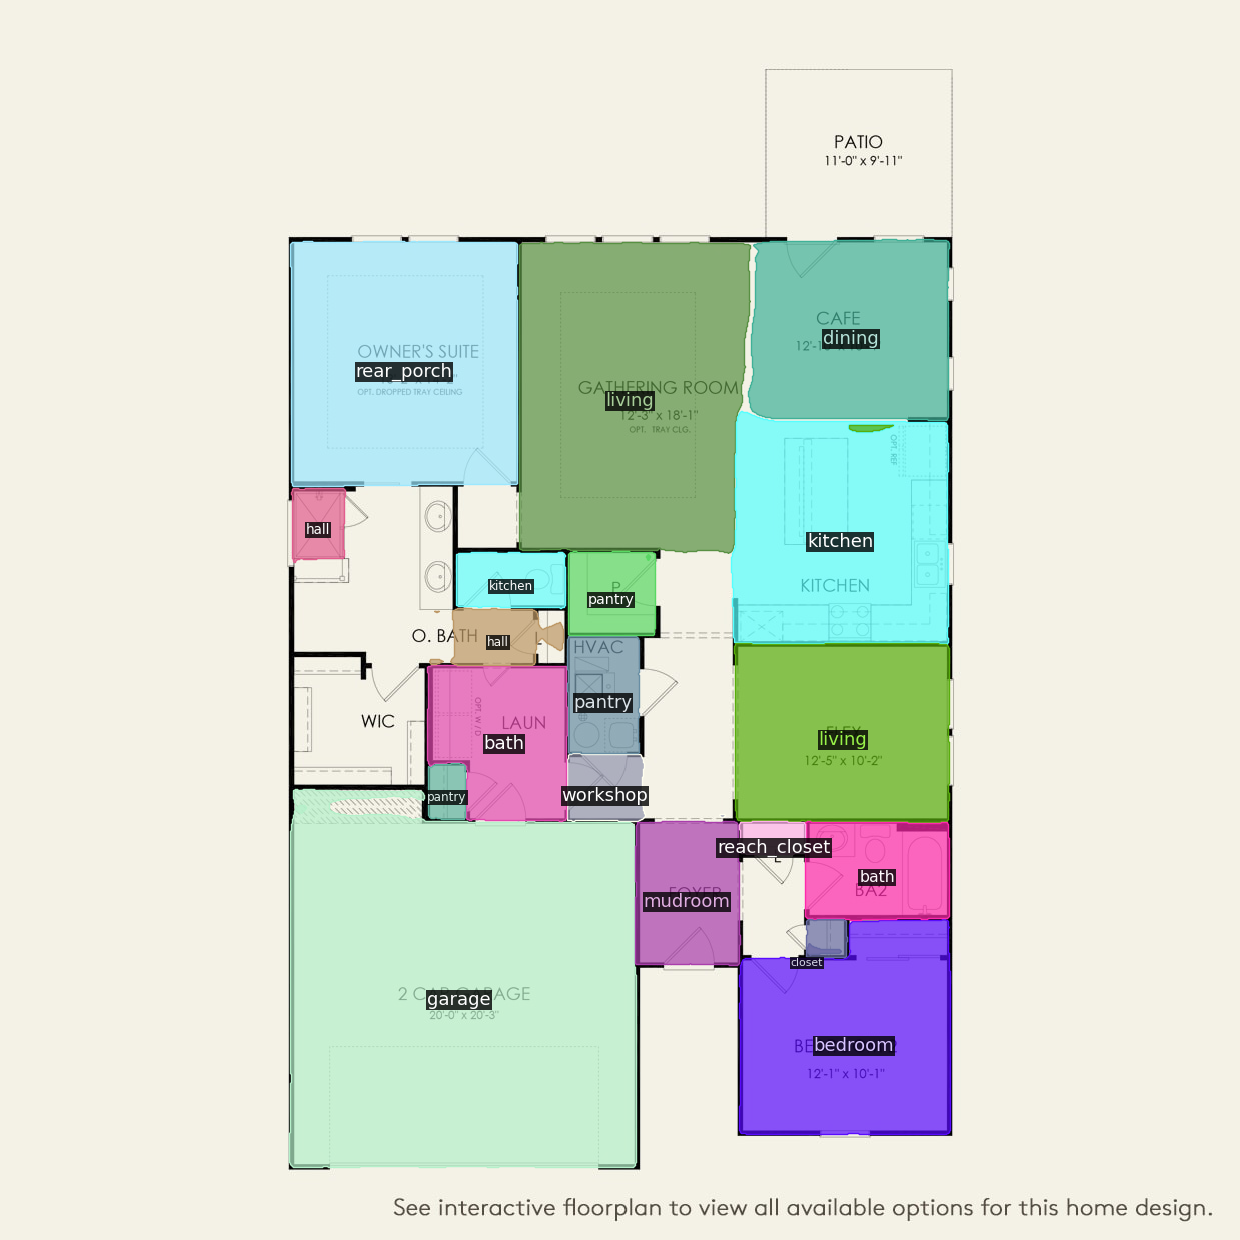 PATIO
11'-0" x 9'-11"
CAFE
dining
OWNER'S SUITE
rear_porch
OPT. DROPPED TRAY CEILING
GATHERING ROOM
living
12'-3" x 18'-1"
OPT. TRAY CLG.
OPT. REF.
hall
kitchen
kitchen
KITCHEN
P
pantry
O. BATH
hall
L
HVAC
pantry
WIC
OPT. W / D
LAUN
bath
living
12'-5" x 10'-2"
pantry
workshop
reach_closet
L
FOYER
mudroom
bath
BA2
closet
2 CAR GARAGE
garage
20'-0" x 20'-3"
bedroom
12'-1" x 10'-1"
See interactive floorplan to view all available options for this home design.